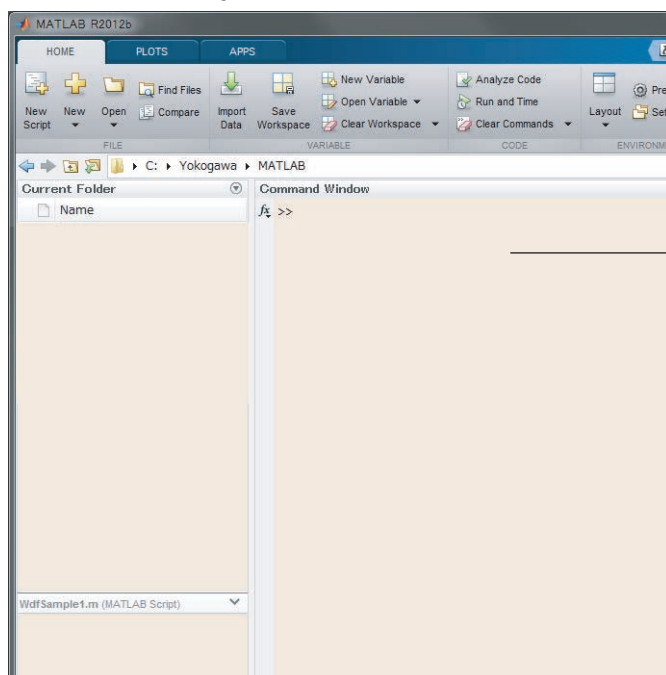 MATLAB R2012b
HOME PLOTS APPS
New Script
New
Open
Find Files
Compare
Import Data
Save Workspace
New Variable
Open Variable
Clear Workspace
Analyze Code
Run and Time
Clear Commands
Layout
FILE VARIABLE CODE
C: Yokogawa MATLAB
Current Folder
Name
Command Window
fx >>
WdfSample1.m (MATLAB Script)